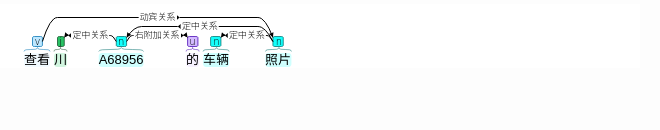 动宾关系
定中关系
定中关系 右附加关系 定中关系
v j n u n n
查看 川 A68956 的 车辆 照片